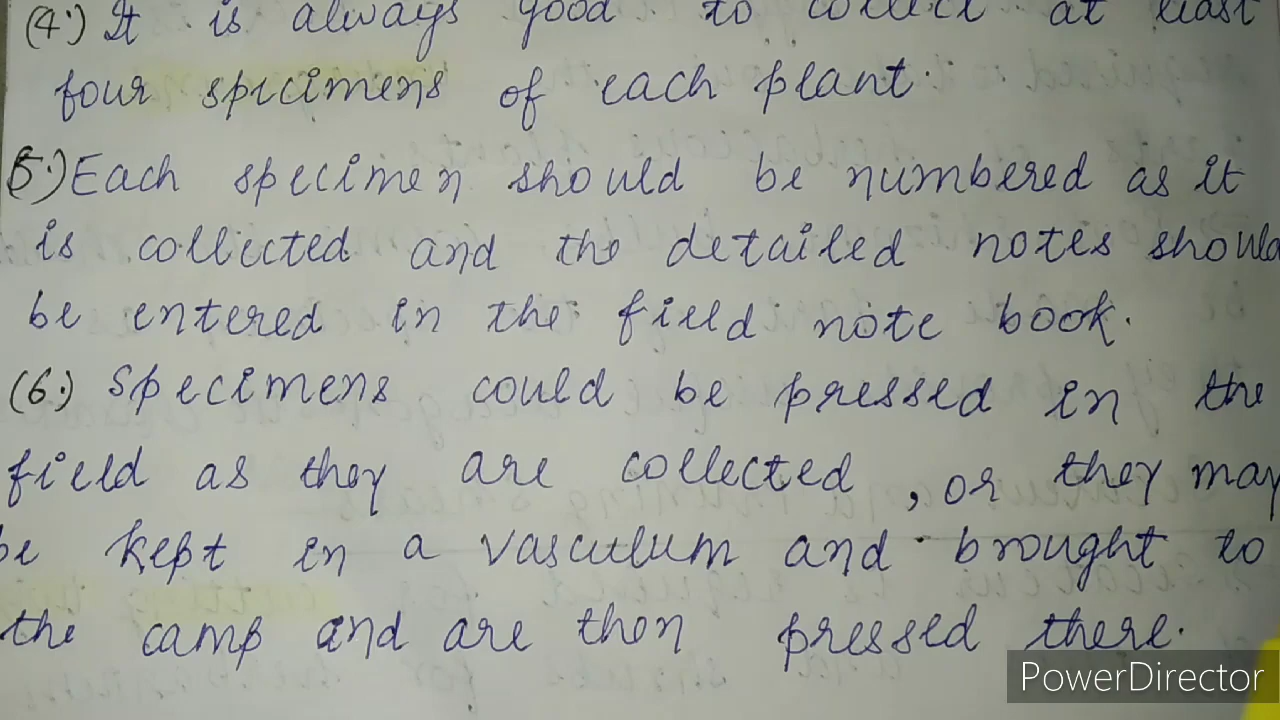 (4.) It is always good to collect at least
four specimens of each plant.
5.) Each specimen should be numbered as it
is collected and the detailed notes should
be entered in the field note book.
(6.) Specimens could be pressed in the
field as they are collected, or they may
be kept in a vasculum and brought to
the camp and are then pressed there.
PowerDirector